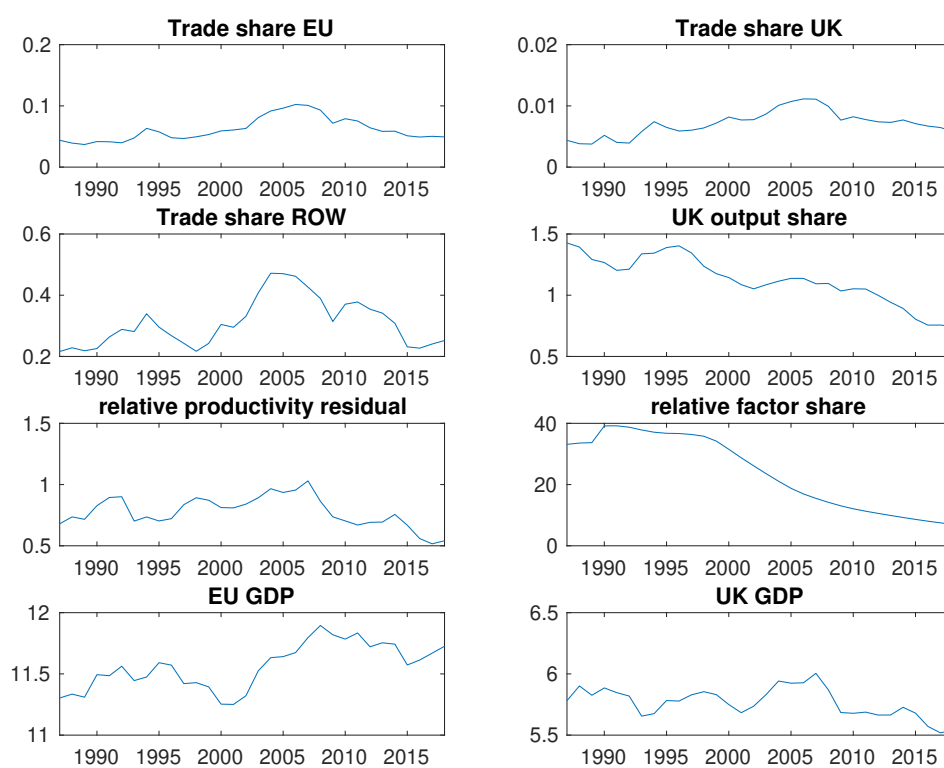 Trade share EU
0.2
0.1
0
1990 1995 2000 2005 2010 2015
Trade share UK
0.02
0.01
0
1990 1995 2000 2005 2010 2015
Trade share ROW
0.6
0.4
0.2
1990 1995 2000 2005 2010 2015
UK output share
1.5
1
0.5
1990 1995 2000 2005 2010 2015
relative productivity residual
1.5
1
0.5
1990 1995 2000 2005 2010 2015
relative factor share
40
20
0
1990 1995 2000 2005 2010 2015
EU GDP
12
11.5
11
1990 1995 2000 2005 2010 2015
UK GDP
6.5
6
5.5
1990 1995 2000 2005 2010 2015